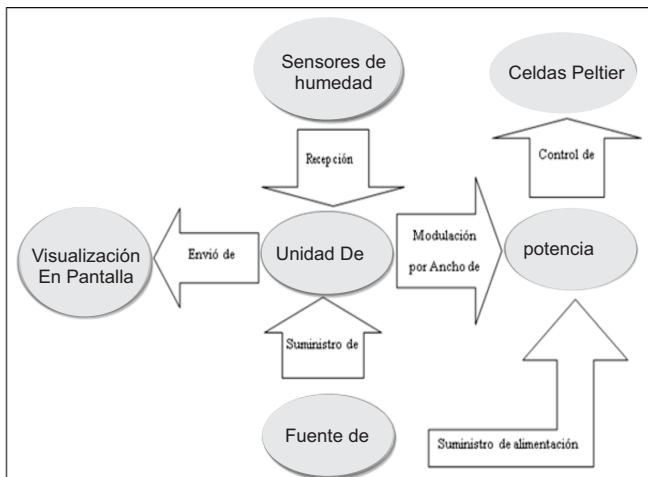 Sensores de
humedad
Celdas Peltier
Recepción
Control de
Visualización
En Pantalla
Envió de
Unidad De
Modulación
por Ancho de
potencia
Suministro de
Fuente de
Suministro de alimentación